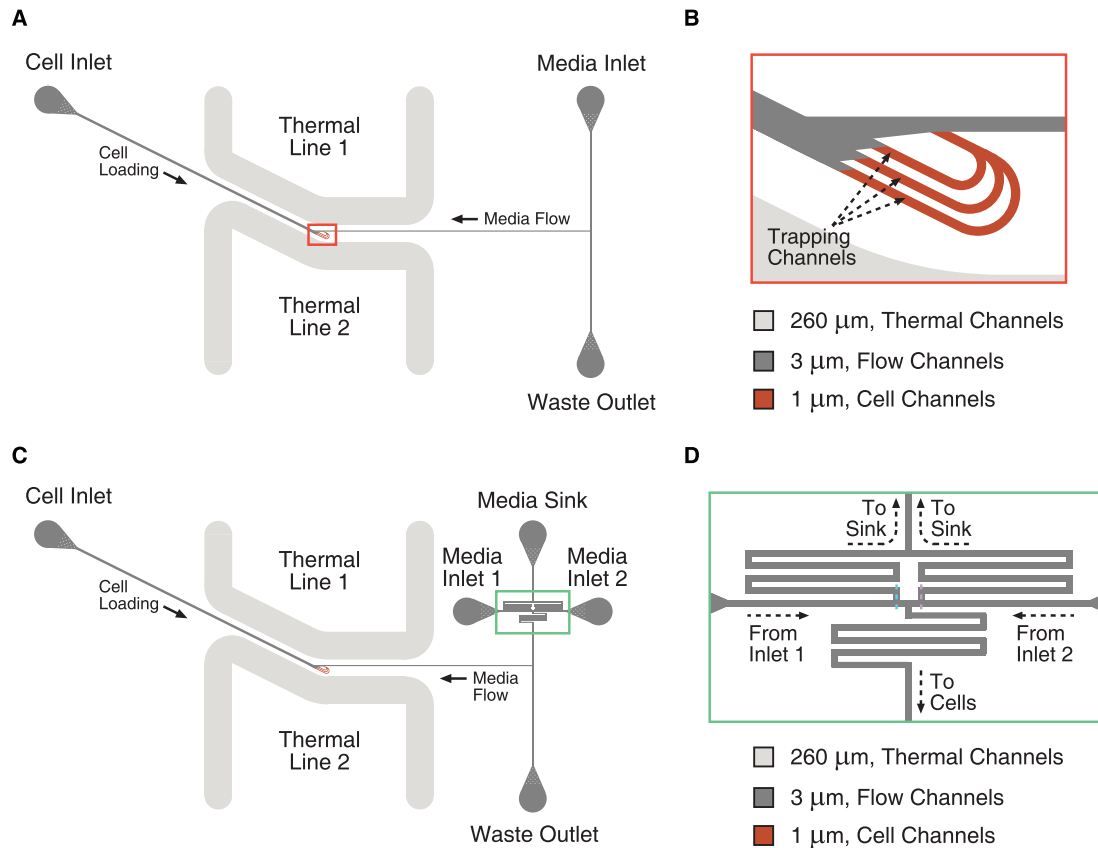 A
Cell Inlet
Media Inlet
Thermal
Line 1
Cell
Loading
Media Flow
Thermal
Line 2
Waste Outlet
B
Trapping
Channels
260 μm, Thermal Channels
3 μm, Flow Channels
1 μm, Cell Channels
C
Cell Inlet
Media Sink
Thermal
Line 1
Media
Inlet 1
Media
Inlet 2
Cell
Loading
Media
Flow
Thermal
Line 2
Waste Outlet
D
To
Sink
To
Sink
From
Inlet 1
From
Inlet 2
To
Cells
260 μm, Thermal Channels
3 μm, Flow Channels
1 μm, Cell Channels